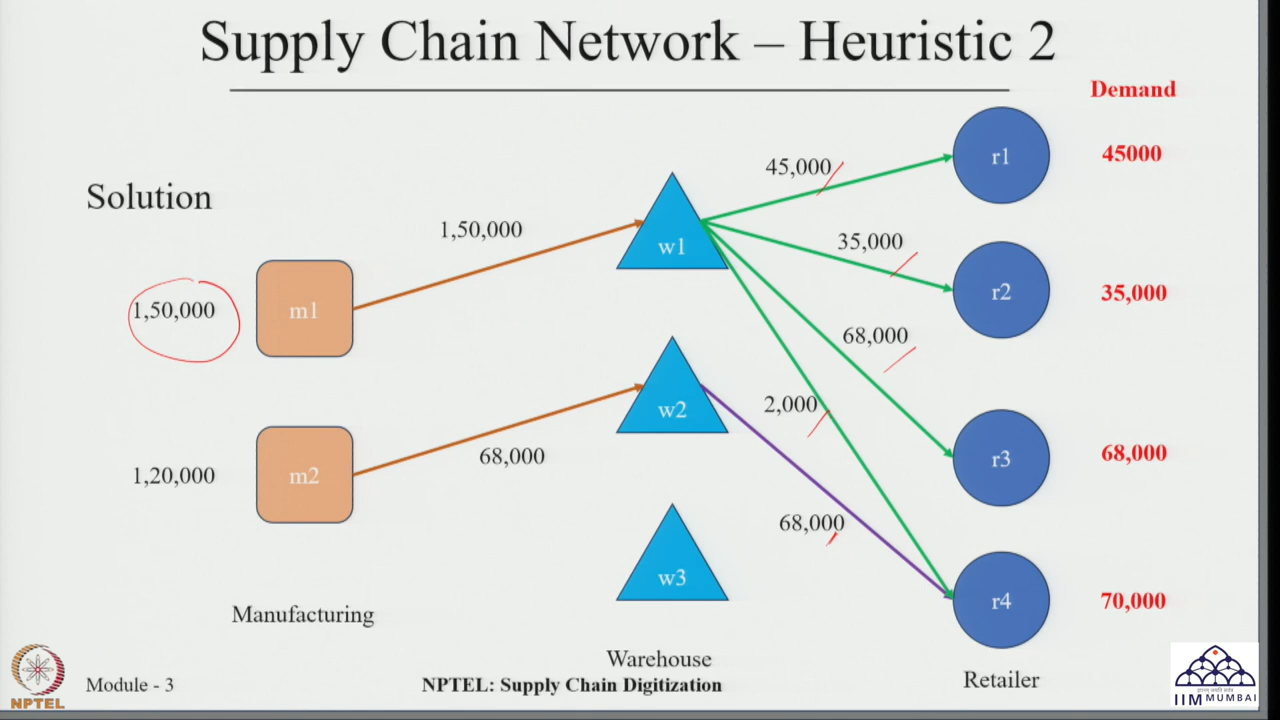 Supply Chain Network – Heuristic 2
Demand
45000
r1
45,000
Solution
1,50,000
w1
35,000
r2
35,000
1,50,000
m1
68,000
2,000
w2
68,000
r3
68,000
1,20,000
m2
68,000
w3
r4
70,000
Manufacturing
Warehouse
Retailer
NPTEL
Module - 3
NPTEL: Supply Chain Digitization
IIM MUMBAI